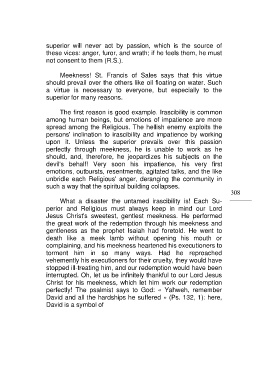 superior will never act by passion, which is the source of
these vices: anger, furor, and wrath; if he feels them, he must
not consent to them (R.S.).
Meekness! St. Francis of Sales says that this virtue
should prevail over the others like oil floating on water. Such
a virtue is necessary to everyone, but especially to the
superior for many reasons.
The first reason is good example. Irascibility is common
among human beings, but emotions of impatience are more
spread among the Religious. The hellish enemy exploits the
persons' inclination to irascibility and impatience by working
upon it. Unless the superior prevails over this passion
perfectly through meekness, he is unable to work as he
should, and, therefore, he jeopardizes his subjects on the
devil's behalf! Very soon his impatience, his very first
emotions, outbursts, resentments, agitated talks, and the like
unbridle each Religious' anger, deranging the community in
such a way that the spiritual building collapses.
308
What a disaster the untamed irascibility is! Each Su-
perior and Religious must always keep in mind our Lord
Jesus Christ's sweetest, gentlest meekness. He performed
the great work of the redemption through his meekness and
gentleness as the prophet Isaiah had foretold. He went to
death like a meek lamb without opening his mouth or
complaining, and his meekness heartened his executioners to
torment him in so many ways. Had he reproached
vehemently his executioners for their cruelty, they would have
stopped ill-treating him, and our redemption would have been
interrupted. Oh, let us be infinitely thankful to our Lord Jesus
Christ for his meekness, which let him work our redemption
perfectly! The psalmist says to God: « Yahweh, remember
David and all the hardships he suffered » (Ps. 132, 1): here,
David is a symbol of